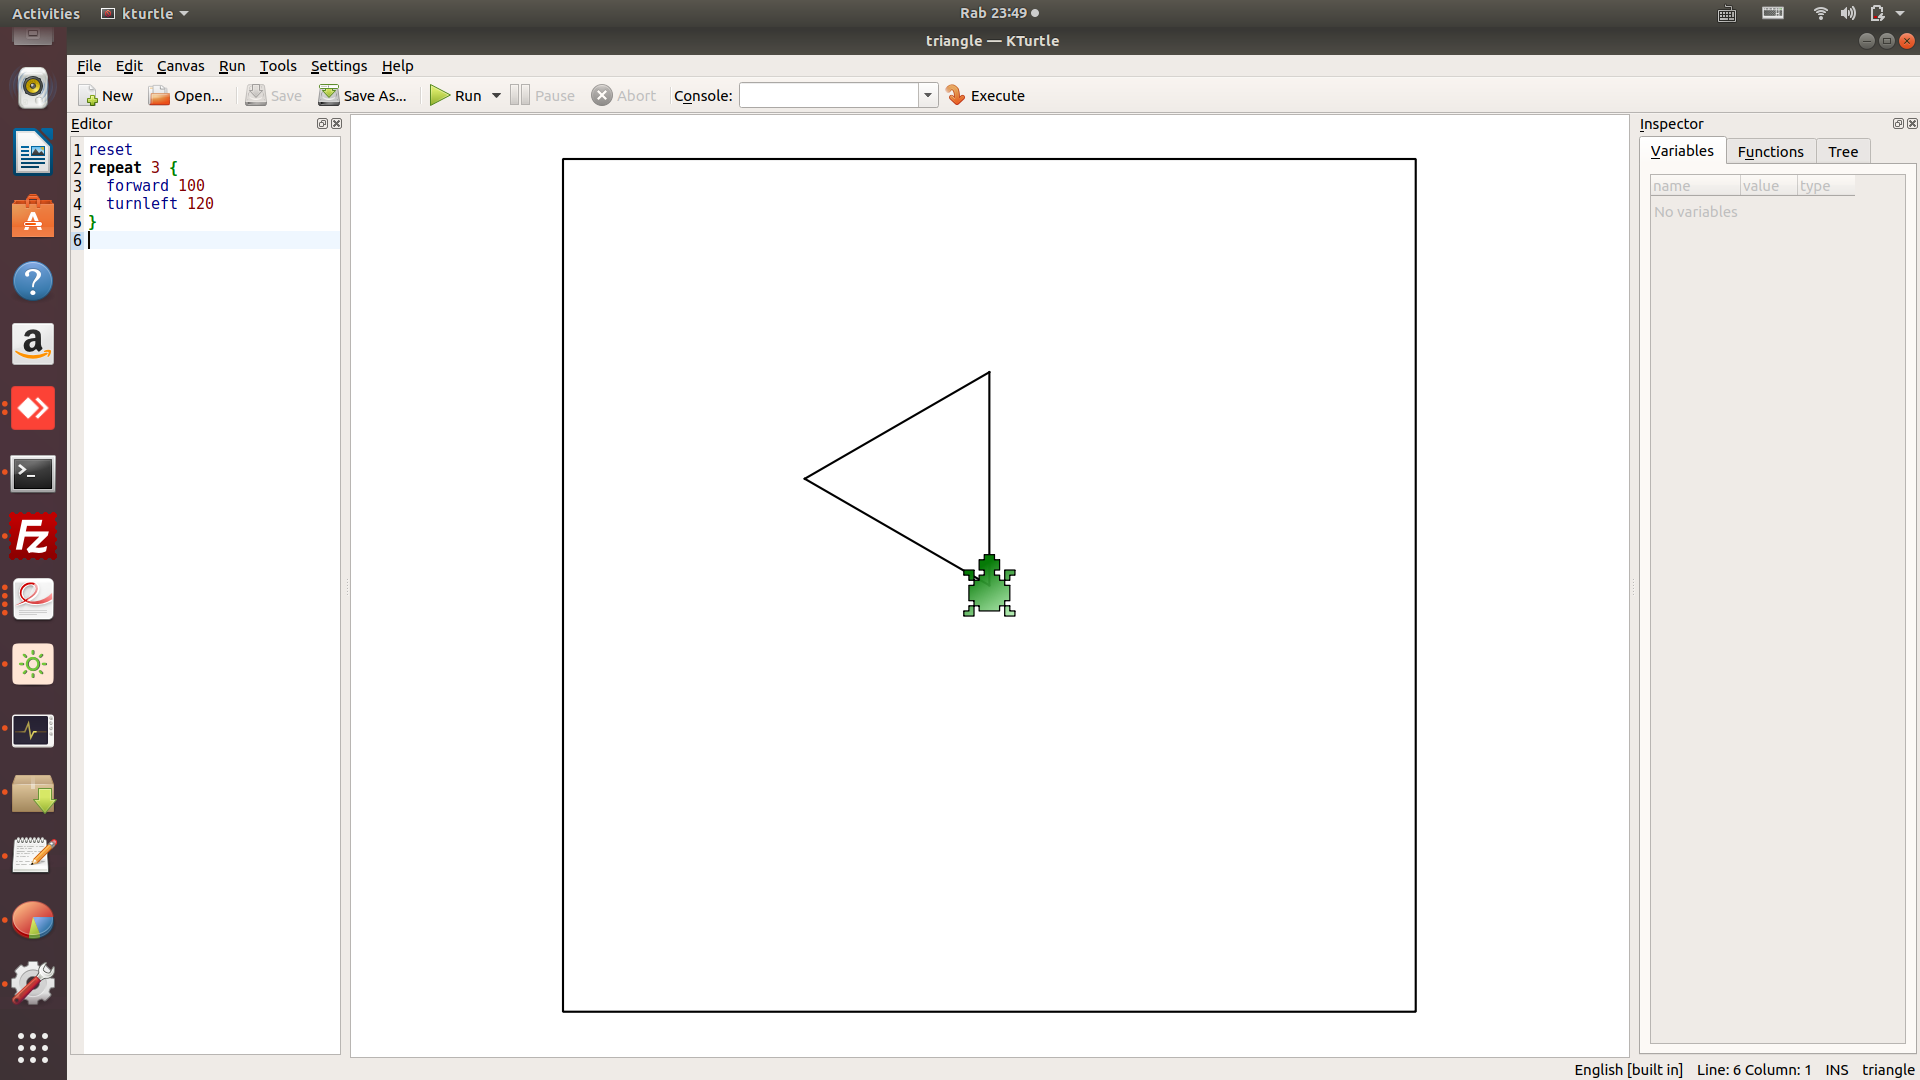 Activities kturtle Rab 23:49
triangle — KTurtle
File Edit Canvas Run Tools Settings Help
New Open... Save Save As... Run Pause Abort Console: Execute
Editor
1 reset
2 repeat 3 {
3 forward 100
4 turnleft 120
5 }
6
Inspector
Variables Functions Tree
name value type
No variables
English [built in] Line: 6 Column: 1 INS triangle